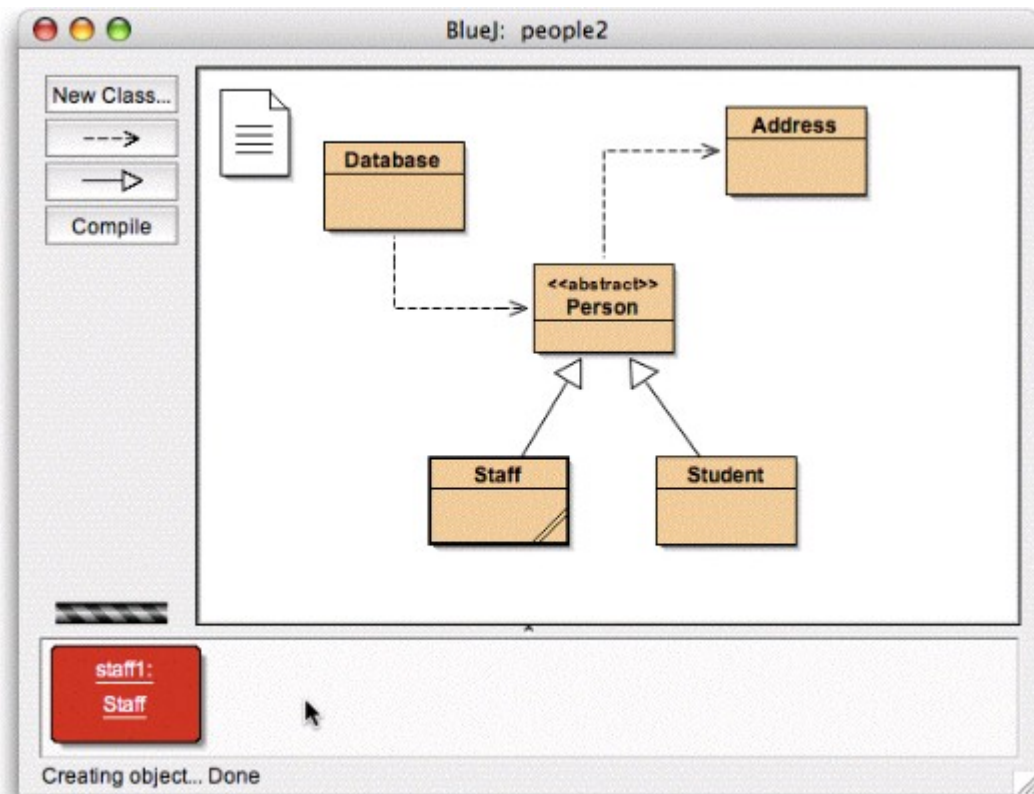 BlueJ: people2
New Class...
Compile
Database
Address
<<abstract>>
Person
Staff
Student
staff1:
Staff
Creating object... Done